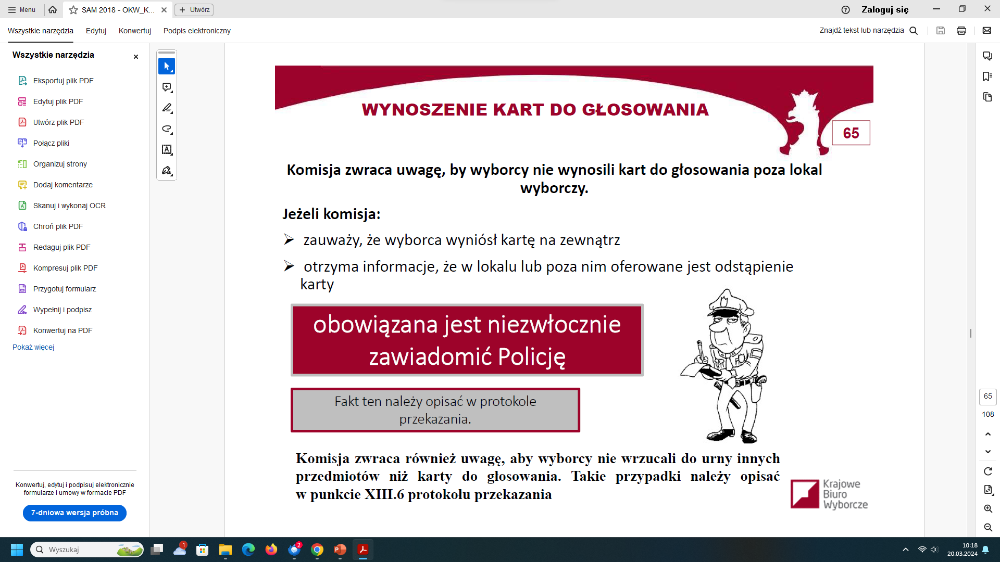 Menu
SAM 2018 - OKW_K...
Utwórz
Zaloguj się
Wszystkie narzędzia
Edytuj
Konwertuj
Podpis elektroniczny
Znajdź tekst lub narzędzia
Wszystkie narzędzia
Eksportuj plik PDF
Edytuj plik PDF
Utwórz plik PDF
Połącz pliki
Organizuj strony
Dodaj komentarze
Skanuj i wykonaj OCR
Chroń plik PDF
Redaguj plik PDF
Kompresuj plik PDF
Przygotuj formularz
Wypełnij i podpisz
Konwertuj na PDF
Pokaż więcej
Konwertuj, edytuj i podpisuj elektronicznie
formularze i umowy w formacie PDF
7-dniowa wersja próbna
WYNOSZENIE KART DO GŁOSOWANIA
65
Komisja zwraca uwagę, by wyborcy nie wynosili kart do głosowania poza lokal
wyborczy.
Jeżeli komisja:
➢ zauważy, że wyborca wyniósł kartę na zewnątrz
➢ otrzyma informacje, że w lokalu lub poza nim oferowane jest odstąpienie
karty
obowiązana jest niezwłocznie
zawiadomić Policję
Fakt ten należy opisać w protokole
przekazania.
Komisja zwraca również uwagę, aby wyborcy nie wrzucali do urny innych
przedmiotów niż karty do głosowania. Takie przypadki należy opisać
w punkcie XIII.6 protokołu przekazania
Krajowe
Biuro
Wyborcze
65
108
Wyszukaj
1
2
10:18
20.03.2024